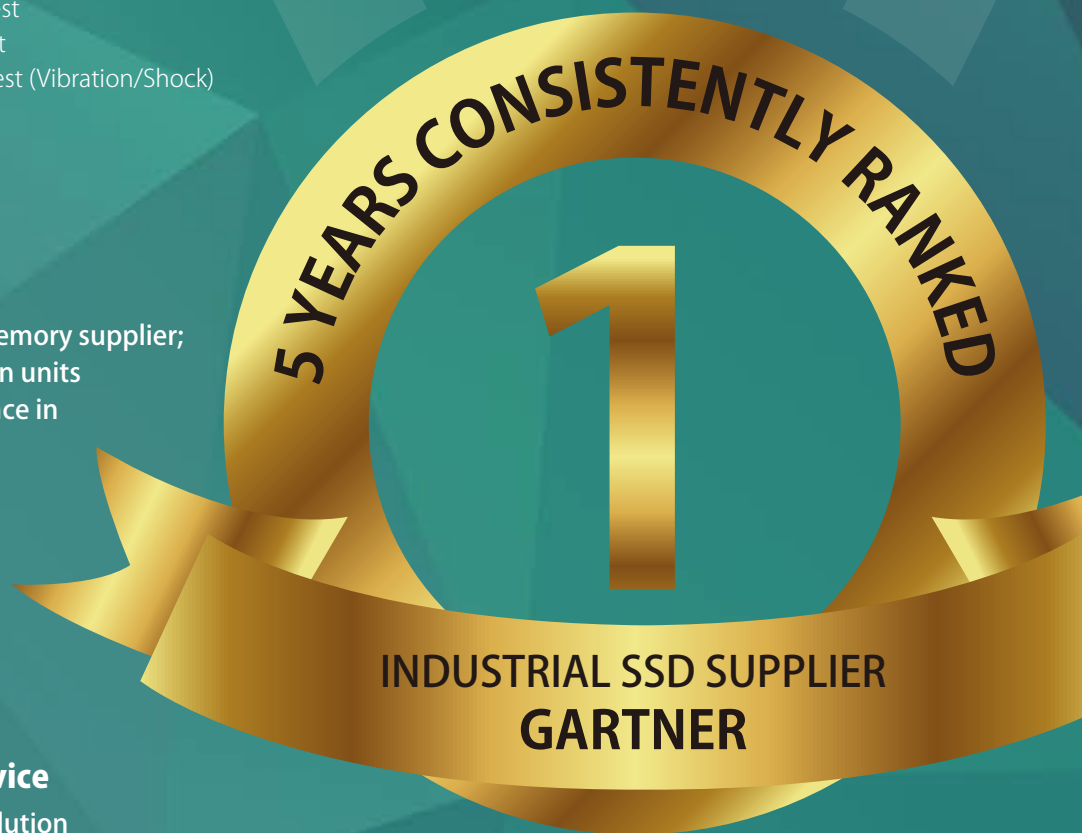 est
t
est (Vibration/Shock)
emory supplier;
n units
ce in
vice
lution
5 YEARS CONSISTENTLY RANKED
1
INDUSTRIAL SSD SUPPLIER
GARTNER